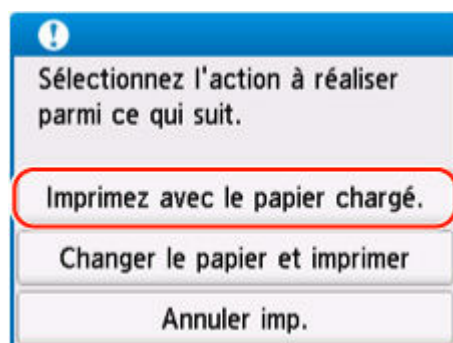 Sélectionnez l'action à réaliser
parmi ce qui suit.
Imprimez avec le papier chargé.
Changer le papier et imprimer
Annuler imp.